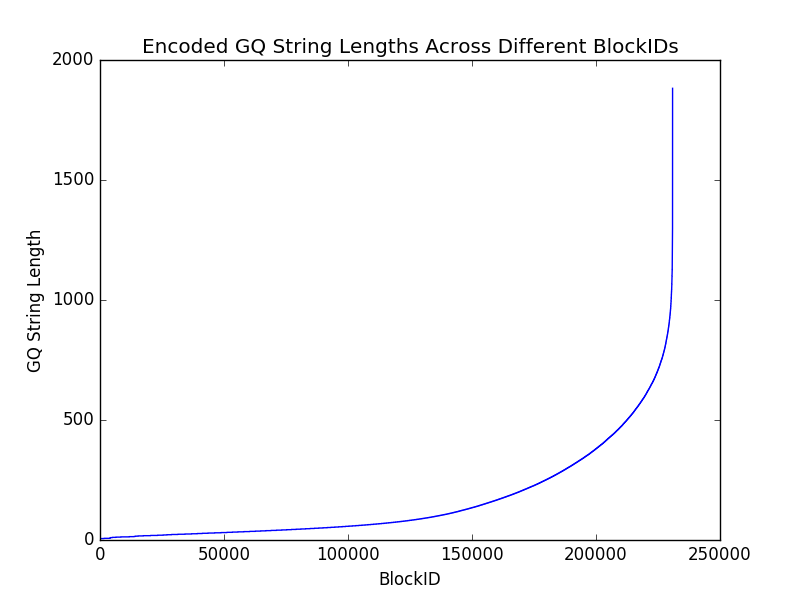 Encoded GQ String Lengths Across Different BlockIDs
2000
1500
1000
500
0
GQ String Length
0 50000 100000 150000 200000 250000
BlockID